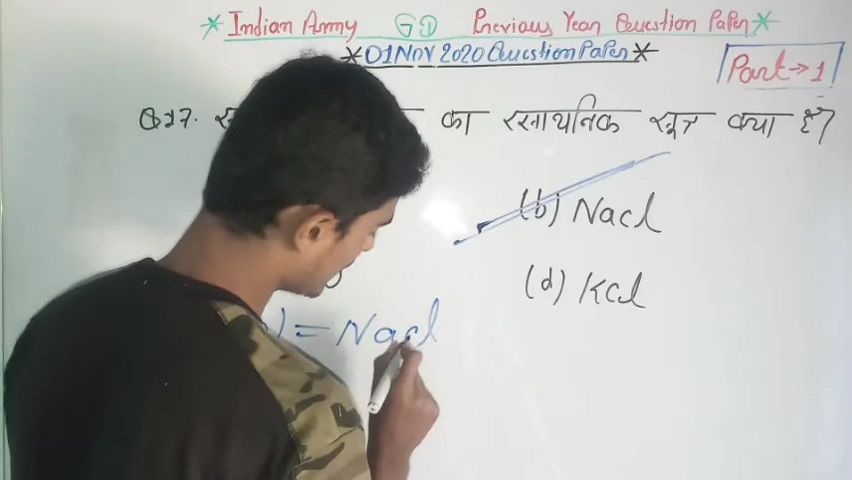 Indian Army GD Previous Year Question Paper
01 Nov 2020 Question Paper
Part → 1
Q27. का रसायनिक सूत्र क्या है?
(b) Nacl
(d) Kcl
) = Nacl